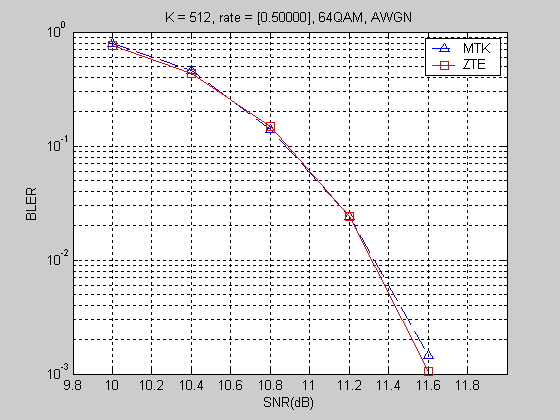 K = 512, rate = [0.50000], 64QAM, AWGN
MTK
ZTE
BLER
10^0
10^-1
10^-2
10^-3
9.8 10 10.2 10.4 10.6 10.8 11 11.2 11.4 11.6 11.8
SNR(dB)